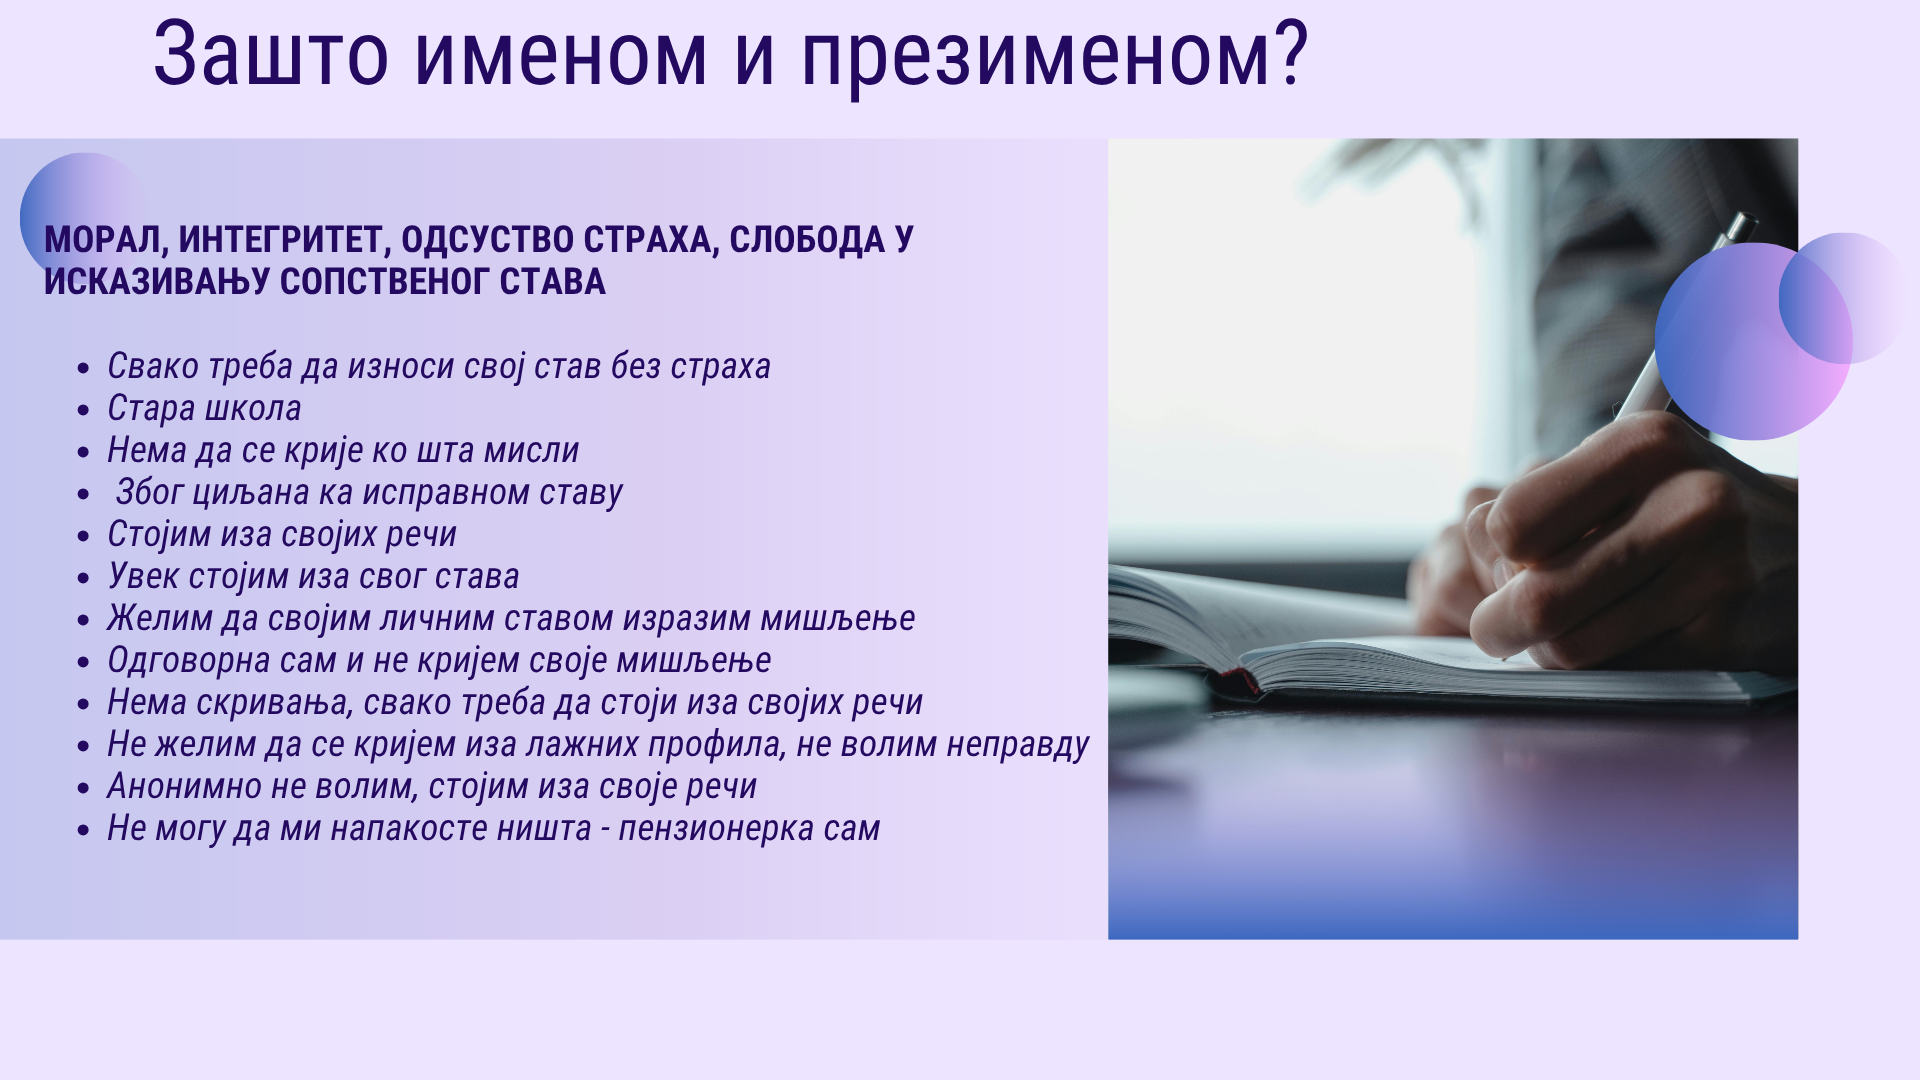 Зашто именом и презименом?
МОРАЛ, ИНТЕГРИТЕТ, ОДСУСТВО СТРАХА, СЛОБОДА У
ИСКАЗИВАЊУ СОПСТВЕНОГ СТАВА
• Свако треба да износи свој став без страха
• Стара школа
• Нема да се крије ко шта мисли
• Због циљана ка исправном ставу
• Стојим иза својих речи
• Увек стојим иза свог става
• Желим да својим личним ставом изразим мишљење
• Одговорна сам и не кријем своје мишљење
• Нема скривања, свако треба да стоји иза својих речи
• Не желим да се кријем иза лажних профила, не волим неправду
• Анонимно не волим, стојим иза своје речи
• Не могу да ми напакосте ништа - пензионерка сам